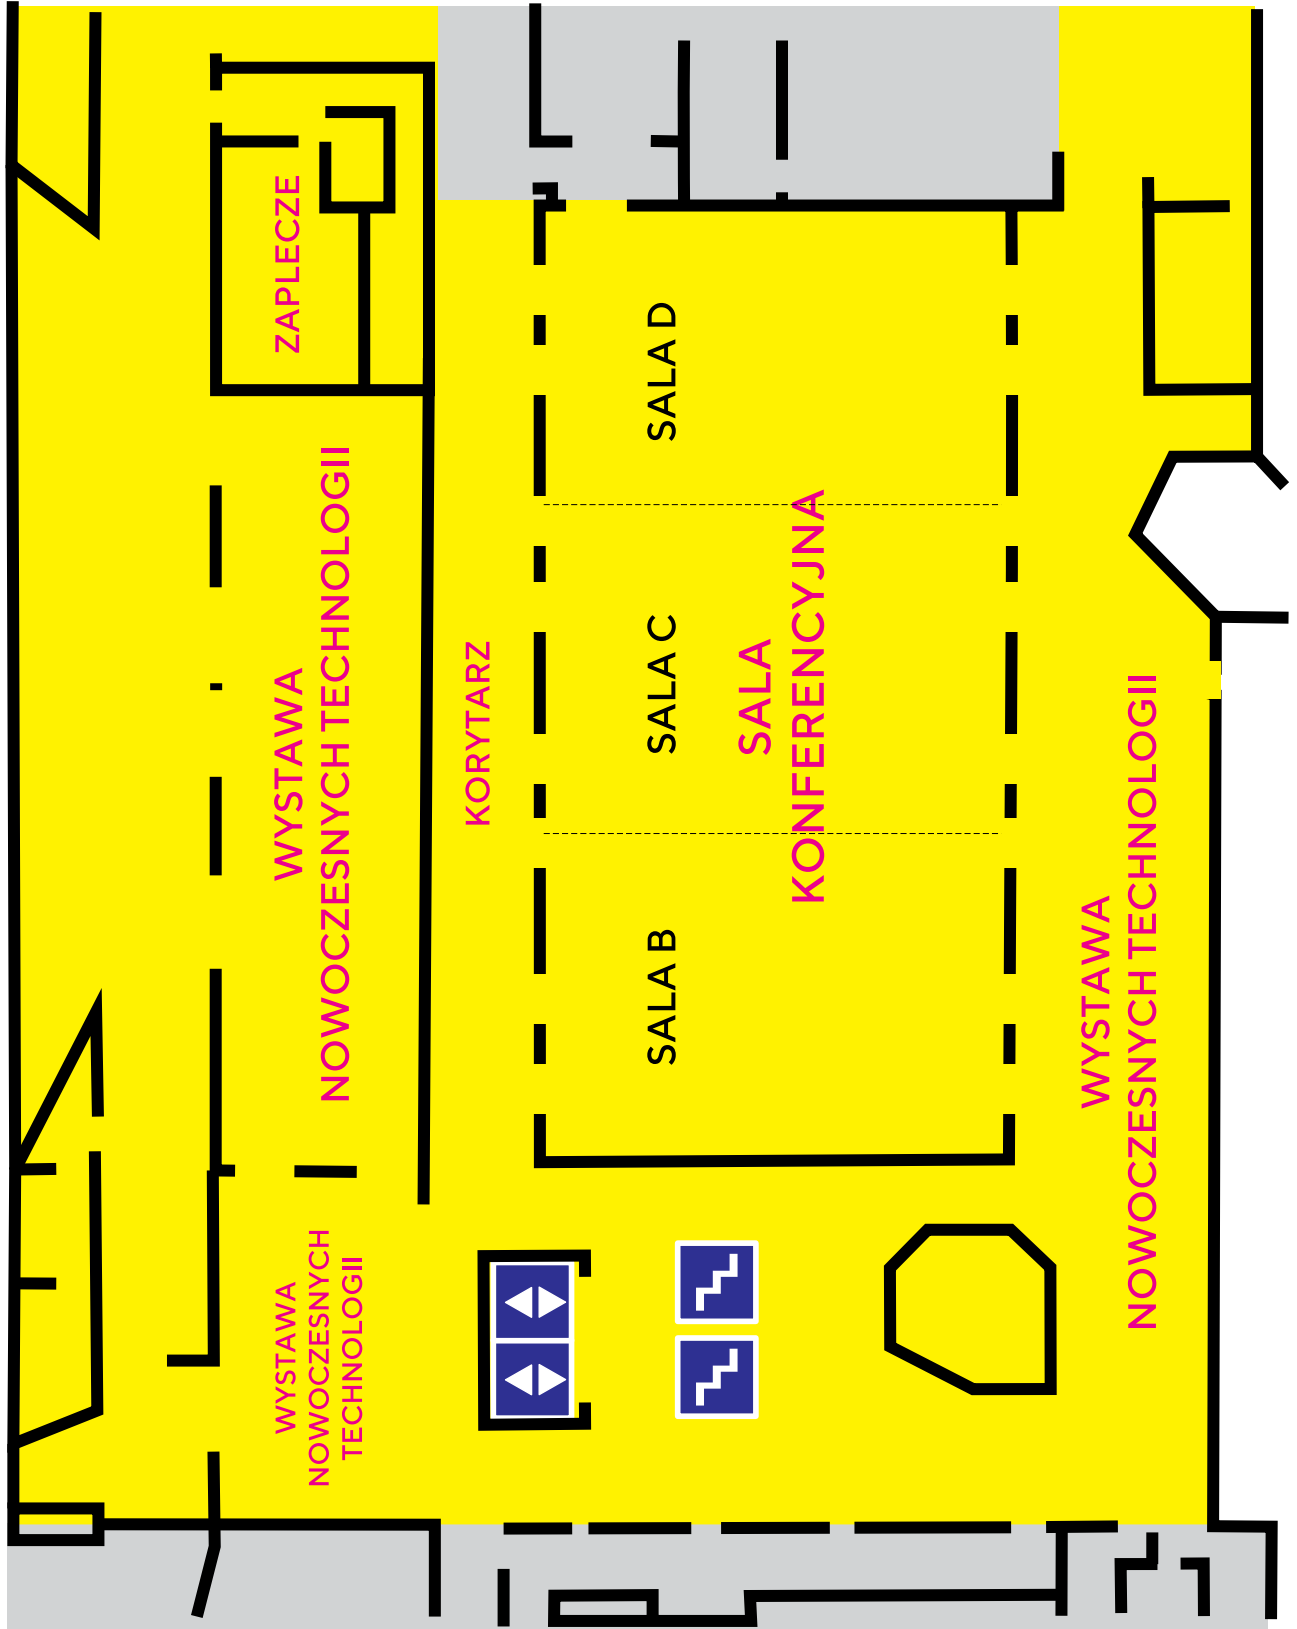 ZAPLECZE
WYSTAWA
NOWOCZESNYCH TECHNOLOGII
WYSTAWA
NOWOCZESNYCH
TECHNOLOGII
KORYTARZ
SALA D
SALA C
SALA B
SALA
KONFERENCYJNA
WYSTAWA
NOWOCZESNYCH TECHNOLOGII